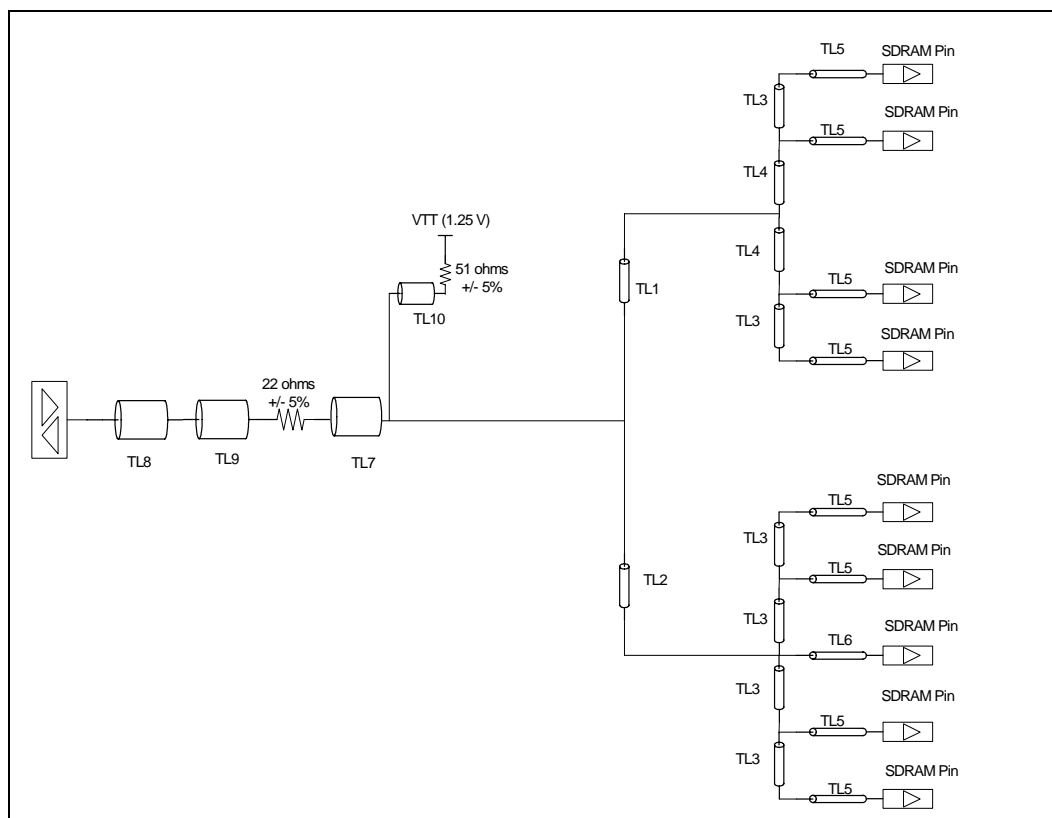 TL5
SDRAM Pin
TL3
SDRAM Pin
TL5
TL4
VTT (1.25 V)
TL4
51 ohms
+/- 5%
SDRAM Pin
TL5
TL1
TL10
TL3
SDRAM Pin
TL5
22 ohms
+/- 5%
TL8
TL9
TL7
SDRAM Pin
TL5
TL3
SDRAM Pin
TL5
TL2
TL3
SDRAM Pin
TL6
TL3
SDRAM Pin
TL5
TL3
SDRAM Pin
TL5